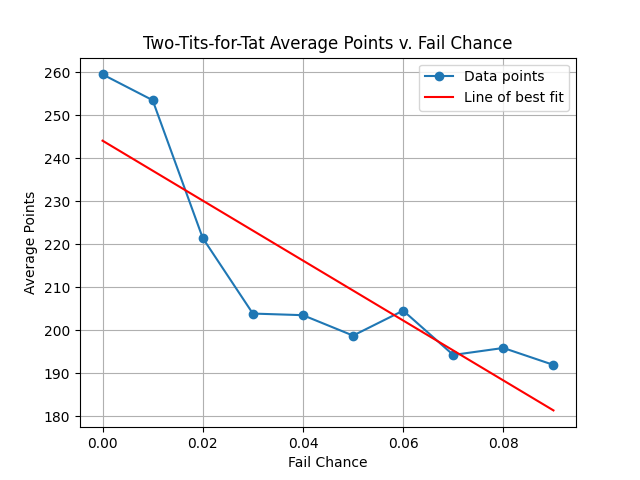 Two-Tits-for-Tat Average Points v. Fail Chance
Data points
Line of best fit
Average Points
260
250
240
230
220
210
200
190
180
0.00
0.02
0.04
0.06
0.08
Fail Chance